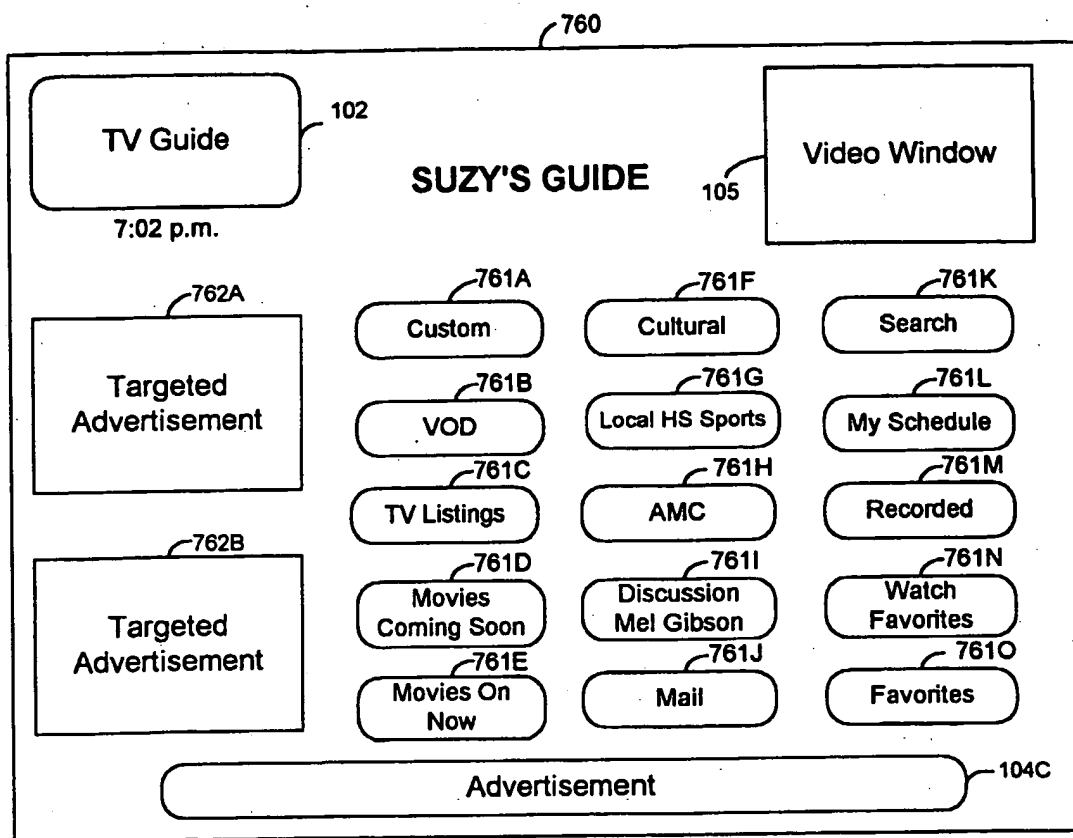 760
TV Guide
102
SUZY'S GUIDE
105
Video Window
7:02 p.m.
762A
Targeted
Advertisement
762B
Targeted
Advertisement
761A
Custom
761F
Cultural
761K
Search
761B
VOD
761G
Local HS Sports
761L
My Schedule
761C
TV Listings
761H
AMC
761M
Recorded
761D
Movies
Coming Soon
761I
Discussion
Mel Gibson
761N
Watch
Favorites
761E
Movies On
Now
761J
Mail
761O
Favorites
Advertisement
104C